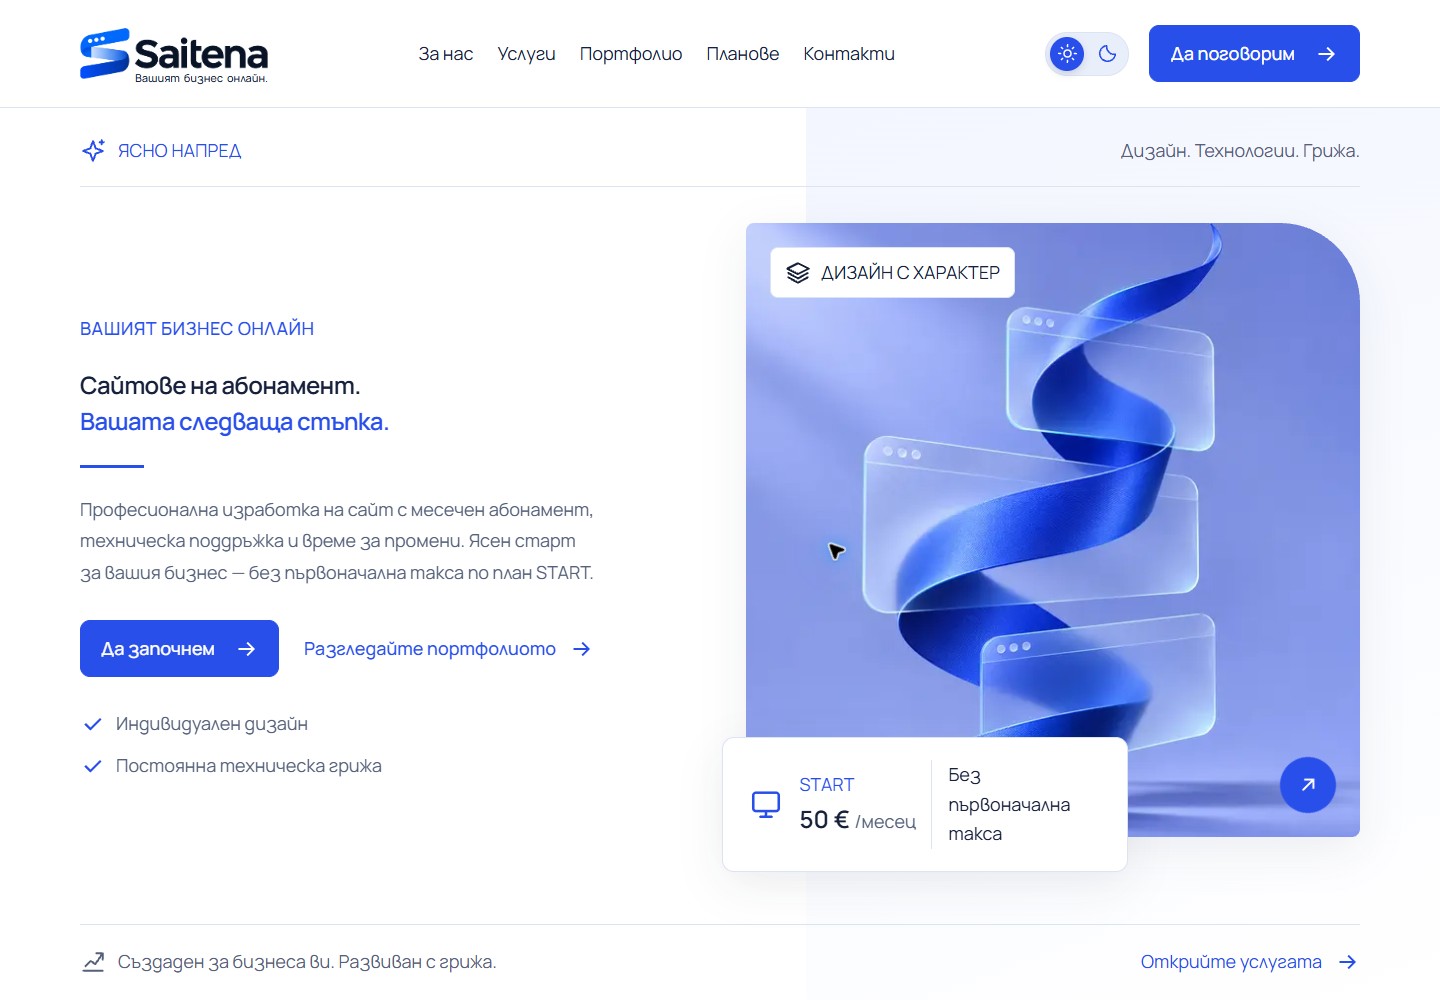 Saitena
Вашият бизнес онлайн.
За нас
Услуги
Портфолио
Планове
Контакти
Да поговорим
ЯСНО НАПРЕД
Дизайн. Технологии. Грижа.
ДИЗАЙН С ХАРАКТЕР
ВАШИЯТ БИЗНЕС ОНЛАЙН
Сайтове на абонамент.
Вашата следваща стъпка.
Професионална изработка на сайт с месечен абонамент,
техническа поддръжка и време за промени. Ясен старт
за вашия бизнес — без първоначална такса по план START.
Да започнем
Разгледайте портфолиото
Индивидуален дизайн
Постоянна техническа грижа
START
50 € /месец
Без
първоначална
такса
Създаден за бизнеса ви. Развиван с грижа.
Открийте услугата